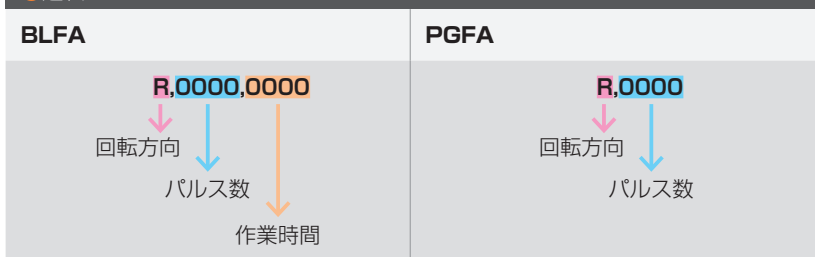 BLFA
PGFA
R,0000,0000
回転方向
パルス数
作業時間
R,0000
回転方向
パルス数